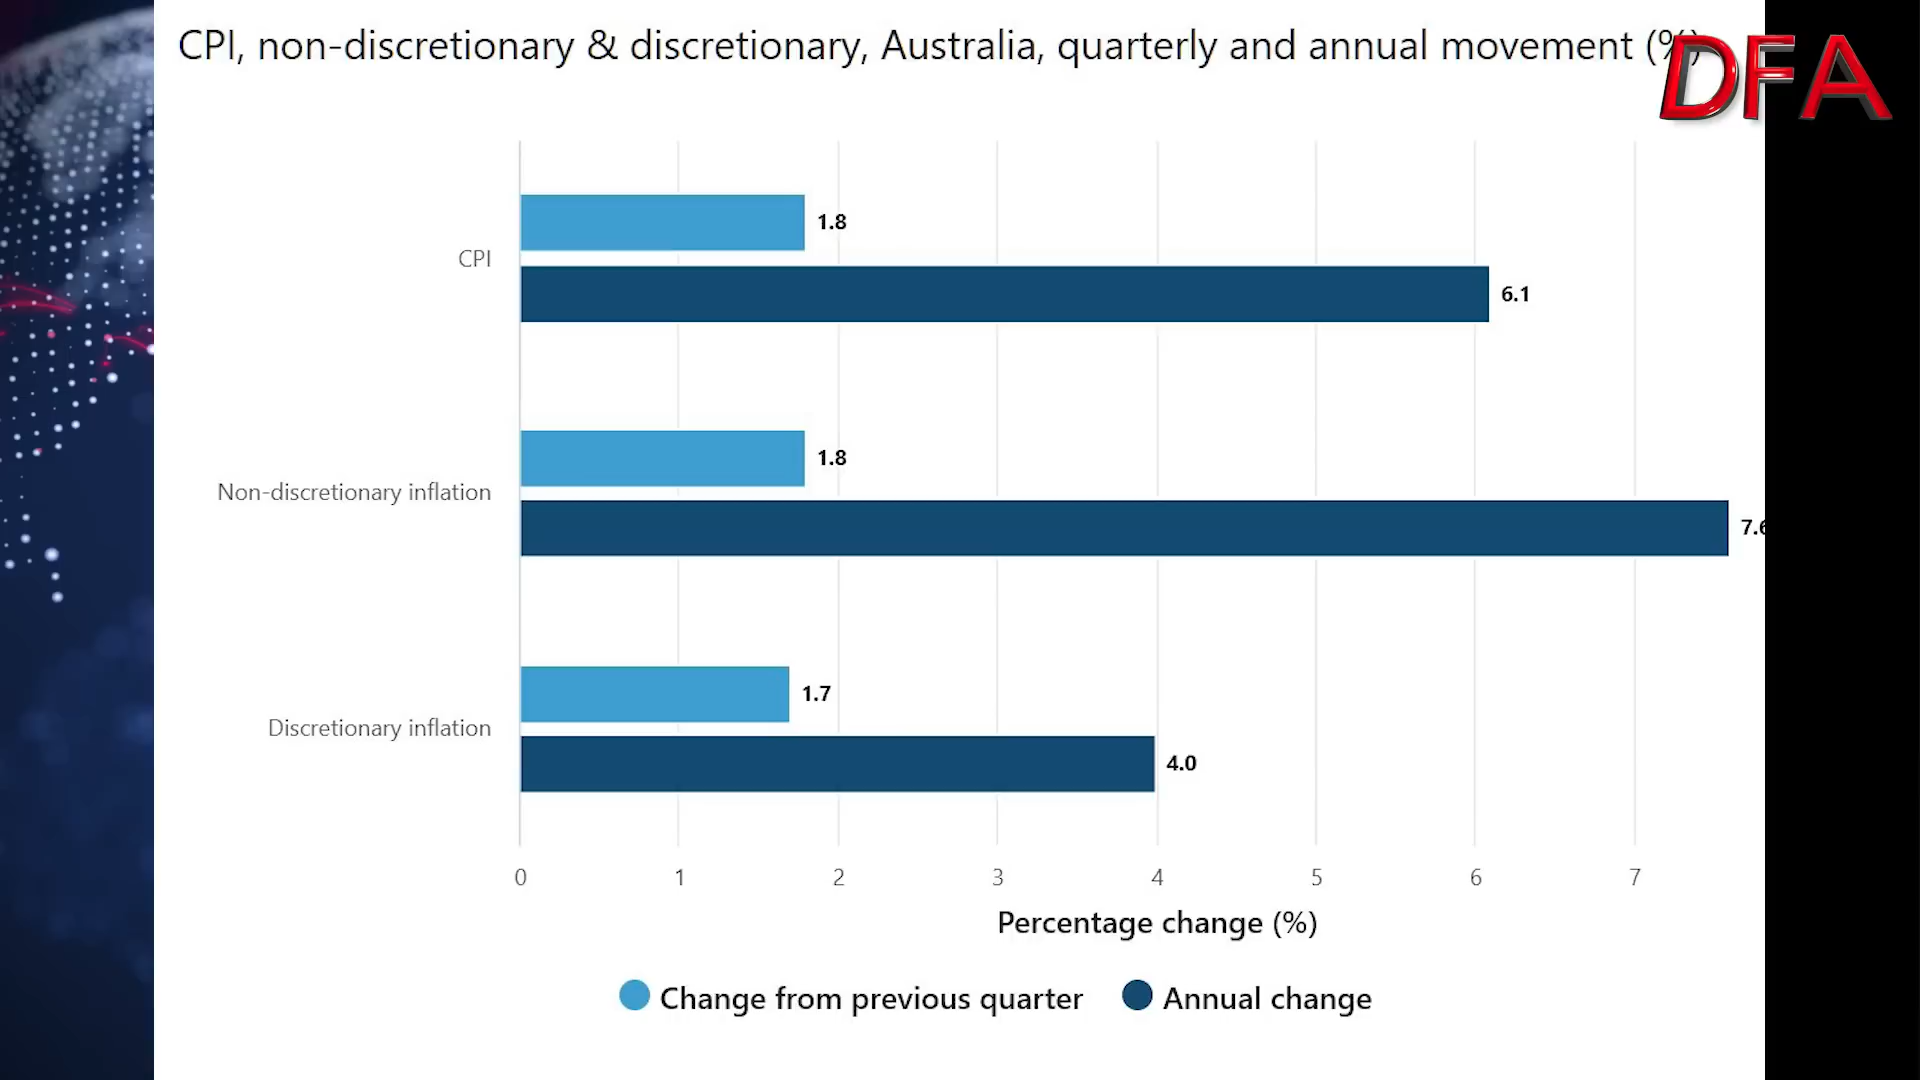 CPI, non-discretionary & discretionary, Australia, quarterly and annual movement (%)
DFA
CPI
1.8
6.1
Non-discretionary inflation
1.8
7.6
Discretionary inflation
1.7
4.0
0 1 2 3 4 5 6 7
Percentage change (%)
Change from previous quarter Annual change